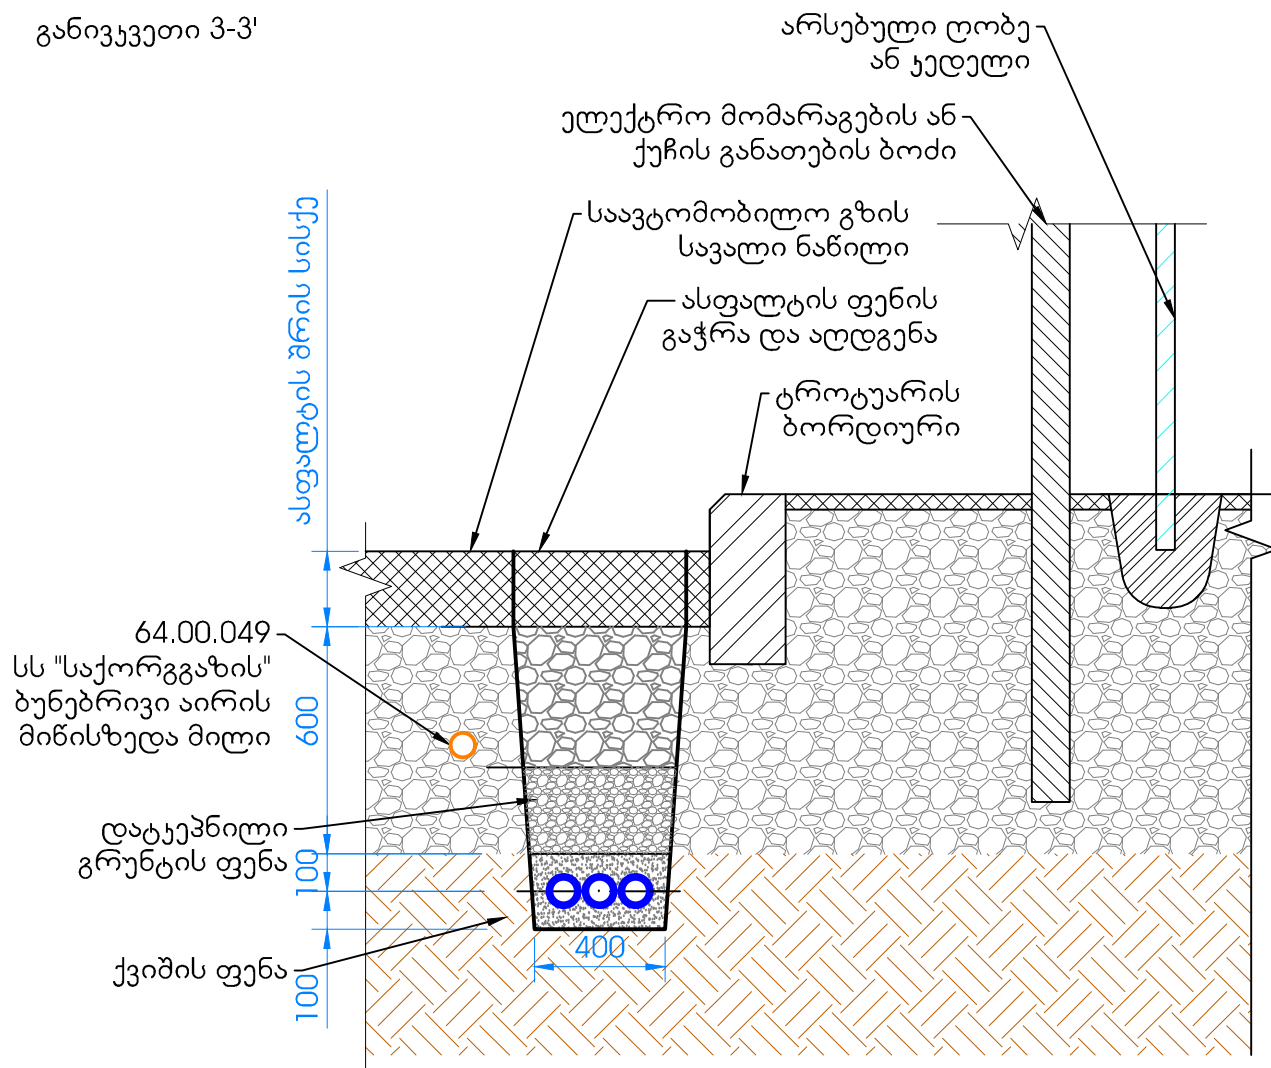 განივკვეთი 3-3'
არსებული ღობე
ან კედელი
ელექტრო მომარაგების ან
ქუჩის განათების ბოძი
საავტომობილო გზის
სავალი ნაწილი
ასფალტის ფენის
გაჭრა და აღდგენა
ტროტუარის
ბორდიური
ასფალტის შრის სისქე
64.00.049
სს "საქორგგაზის"
ბუნებრივი აირის
მიწისზედა მილი
600
დატკეპნილი
გრუნტის ფენა
100
ქვიშის ფენა
100
400